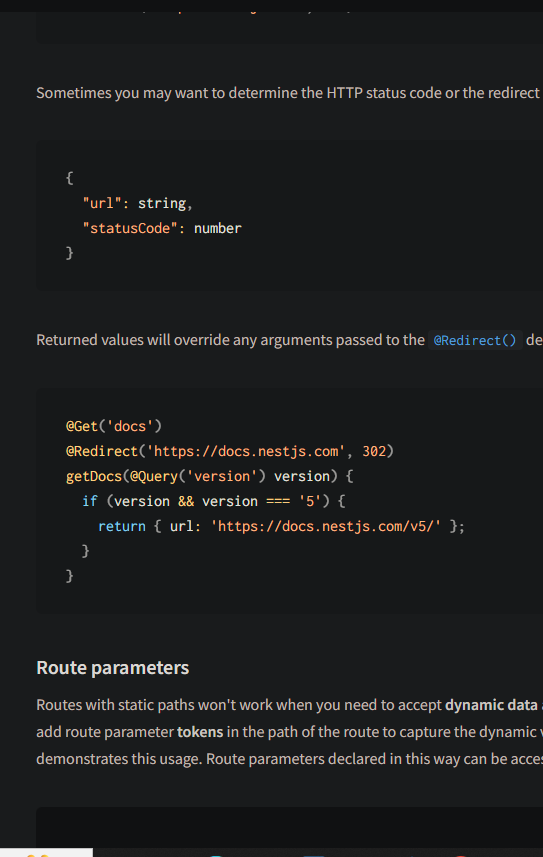 Sometimes you may want to determine the HTTP status code or the redirect
{
"url": string,
"statusCode": number
}
Returned values will override any arguments passed to the @Redirect() de
@Get('docs')
@Redirect('https://docs.nestjs.com', 302)
getDocs(@Query('version') version) {
if (version && version === '5') {
return { url: 'https://docs.nestjs.com/v5/' };
}
}
Route parameters
Routes with static paths won't work when you need to accept dynamic data
add route parameter tokens in the path of the route to capture the dynamic
demonstrates this usage. Route parameters declared in this way can be acce